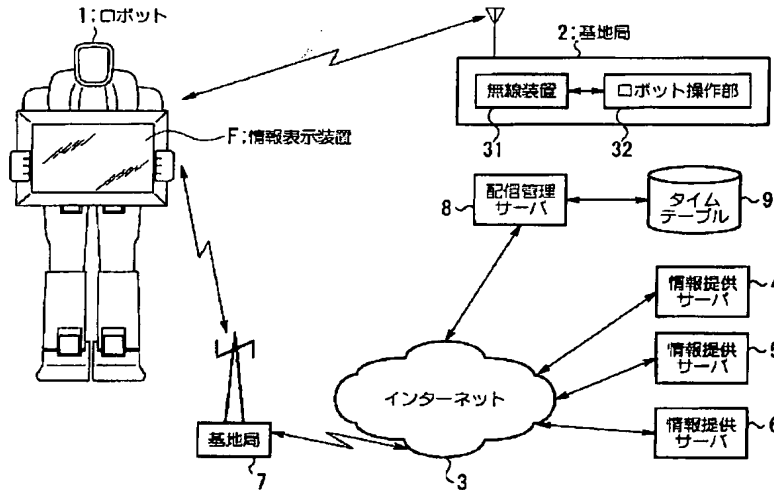 1:ロボット
2:基地局
無線装置
ロボット操作部
31
32
F:情報表示装置
配信管理
サーバ
8
タイム
テーブル
9
情報提供
サーバ
4
情報提供
サーバ
5
情報提供
サーバ
6
インターネット
3
基地局
7